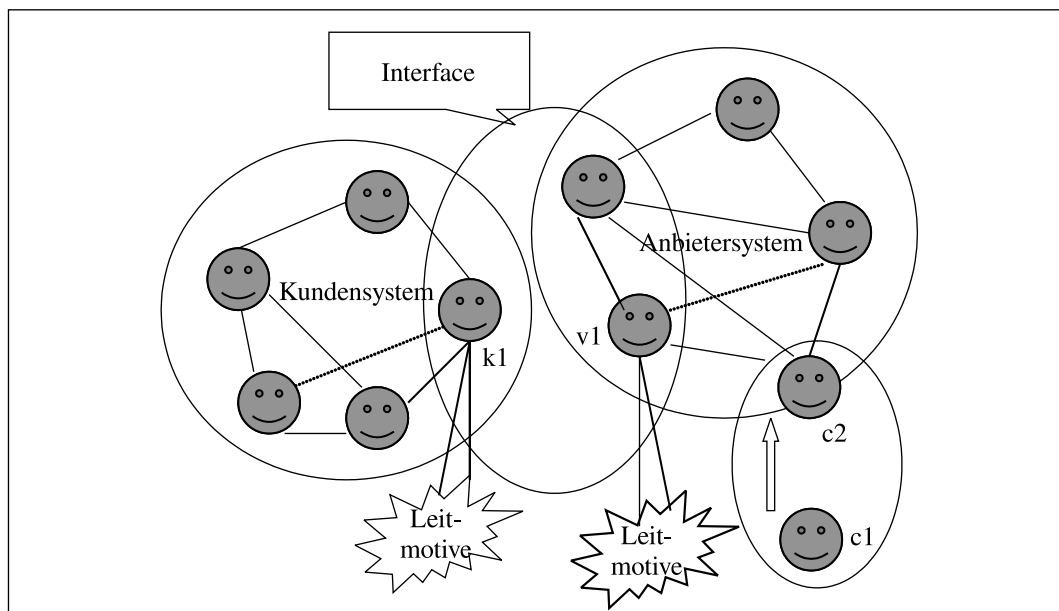 Interface
Anbietersystem
Kundensystem
v1
k1
c2
Leit-
motive
Leit-
motive
c1